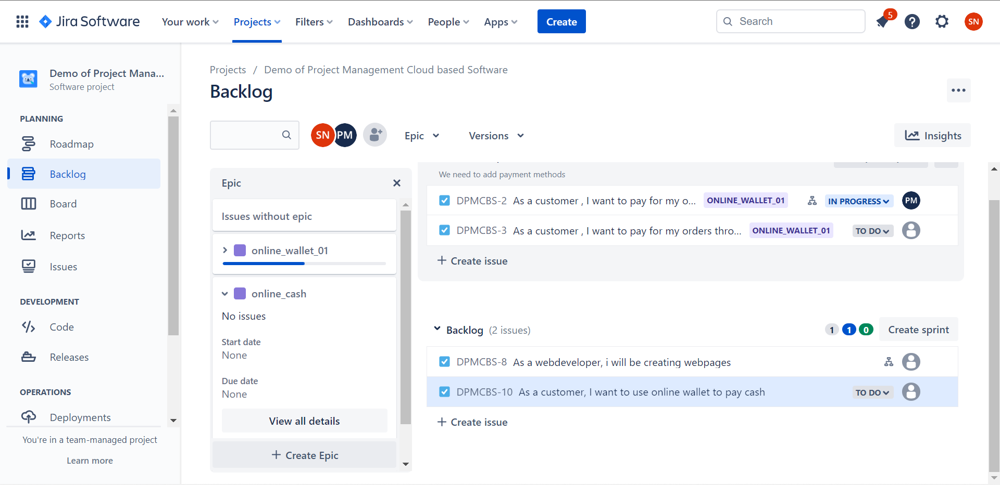 Jira Software
Your work
Projects
Filters
Dashboards
People
Apps
Create
Search
5
SN
Demo of Project Mana...
Software project
PLANNING
Roadmap
Backlog
Board
Reports
Issues
DEVELOPMENT
Code
Releases
OPERATIONS
Deployments
You're in a team-managed project
Learn more
Projects / Demo of Project Management Cloud based Software
Backlog
SN PM
Epic
Versions
Insights
Epic
Issues without epic
online_wallet_01
online_cash
No issues
Start date
None
Due date
None
View all details
+ Create Epic
We need to add payment methods
DPMCBS-2 As a customer , I want to pay for my o... ONLINE_WALLET_01 IN PROGRESS PM
DPMCBS-3 As a customer , I want to pay for my orders thro... ONLINE_WALLET_01 TO DO
+ Create issue
Backlog (2 issues) 1 1 0 Create sprint
DPMCBS-8 As a webdeveloper, i will be creating webpages
DPMCBS-10 As a customer, I want to use online wallet to pay cash TO DO
+ Create issue